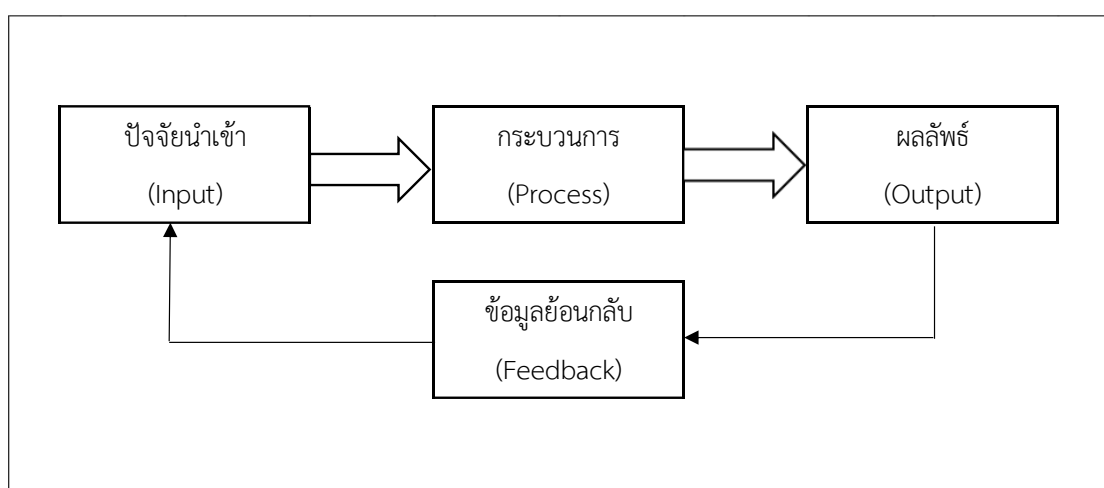 ปัจจัยนำเข้า
(Input)
กระบวนการ
(Process)
ผลลัพธ์
(Output)
ข้อมูลย้อนกลับ
(Feedback)